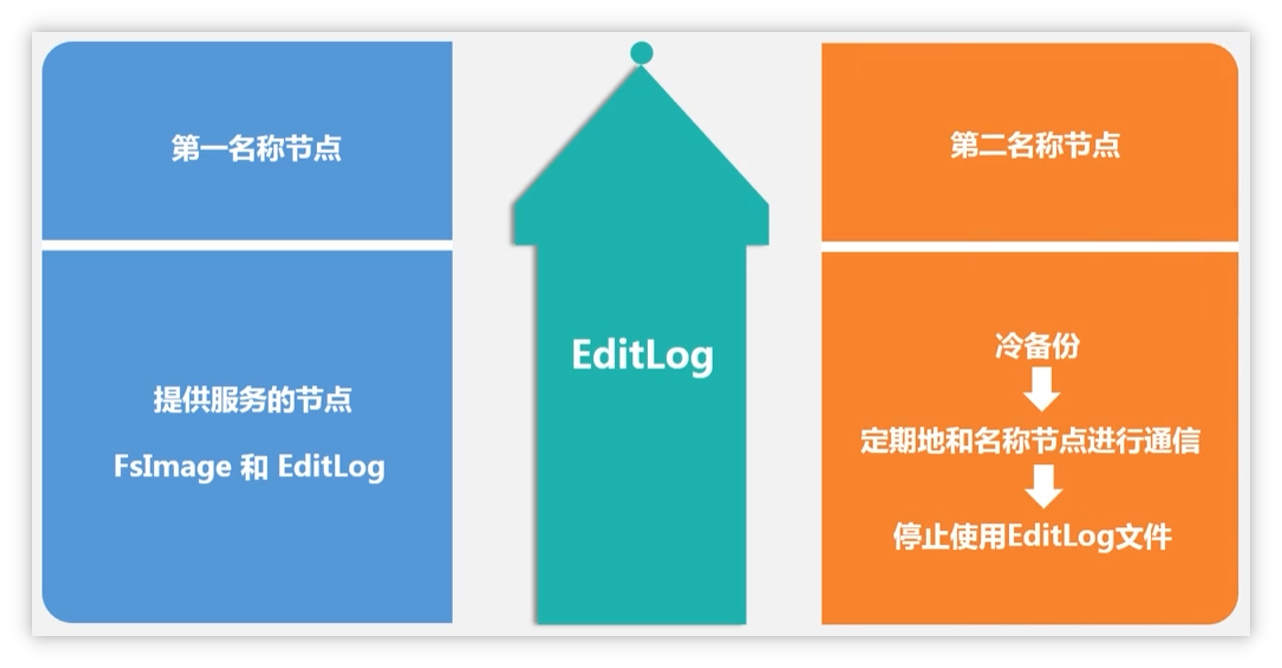 第一名称节点
提供服务的节点
FsImage 和 EditLog
EditLog
第二名称节点
冷备份
定期地和名称节点进行通信
停止使用EditLog文件